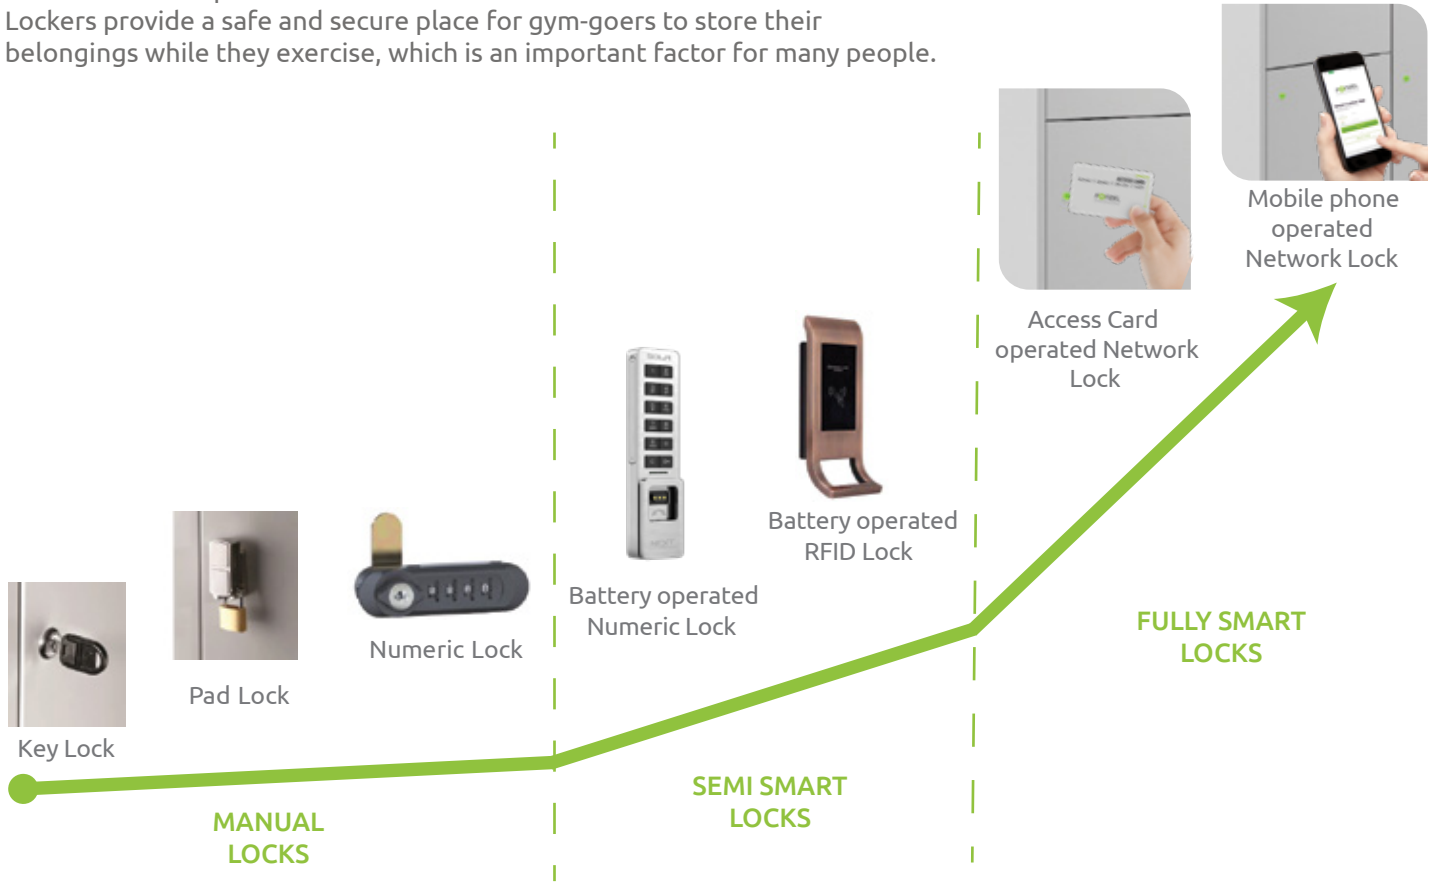 Lockers provide a safe and secure place for gym-goers to store their
belongings while they exercise, which is an important factor for many people.
Mobile phone
operated
Network Lock
Access Card
operated Network
Lock
Battery operated
RFID Lock
Battery operated
Numeric Lock
Numeric Lock
Pad Lock
Key Lock
FULLY SMART
LOCKS
SEMI SMART
LOCKS
MANUAL
LOCKS